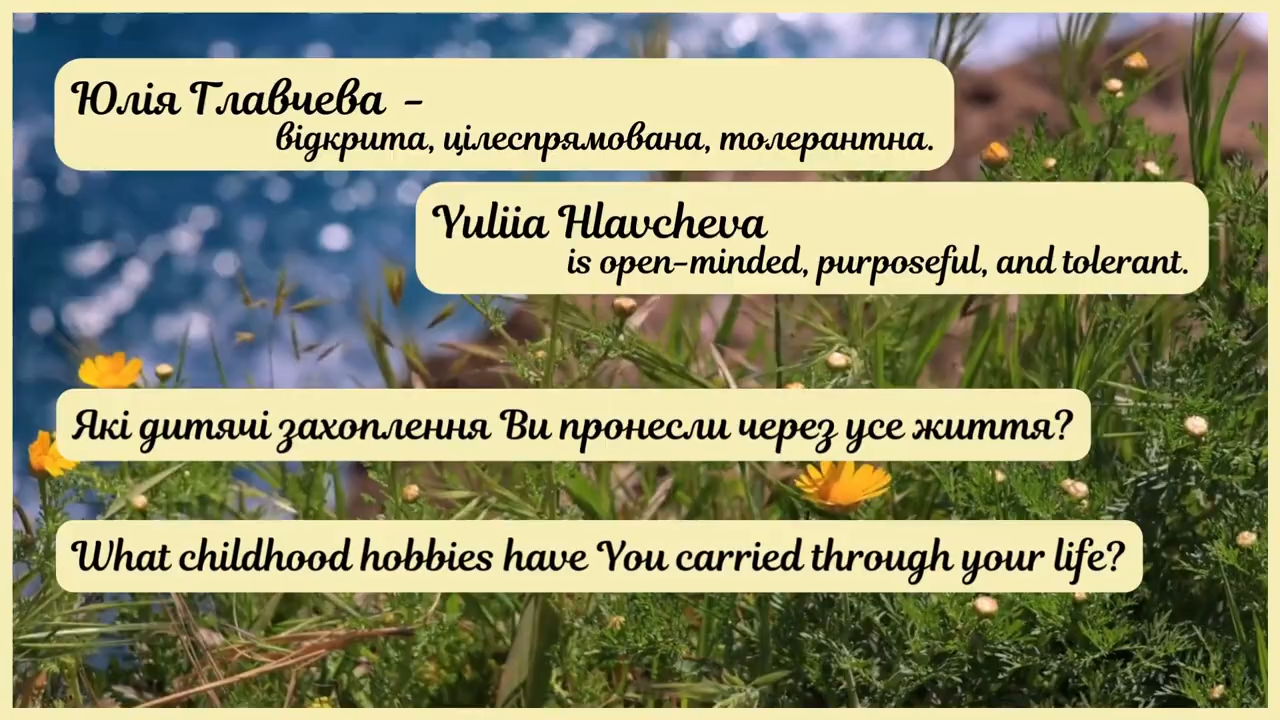 Юлія Главчева –
відкрита, цілеспрямована, толерантна.
Yuliia Hlavcheva
is open-minded, purposeful, and tolerant.
Які дитячі захоплення Ви пронесли через усе життя?
What childhood hobbies have You carried through your life?